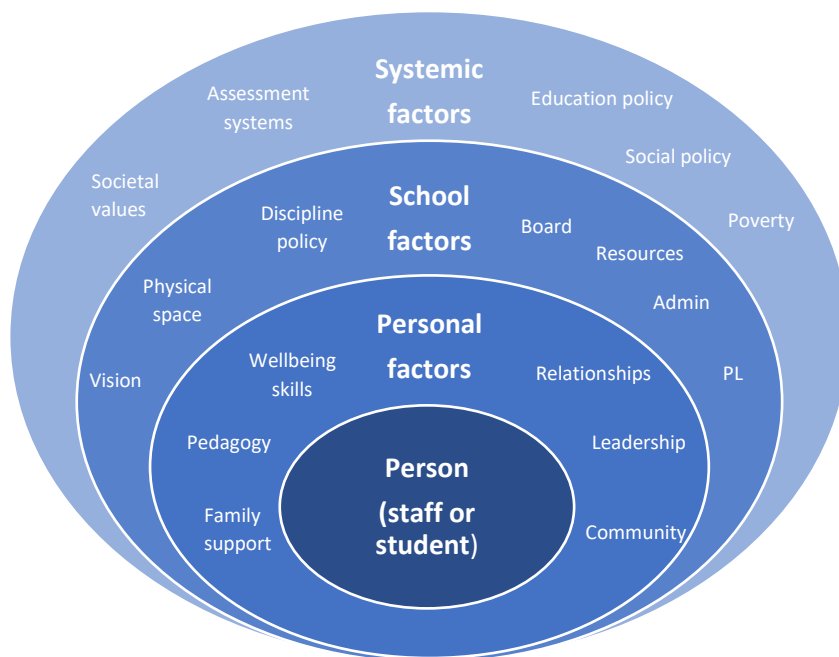 Systemic
factors
Assessment
systems
Education policy
Social policy
Societal
values
Poverty
School
factors
Discipline
policy
Board
Resources
Physical
space
Admin
Vision
PL
Personal
factors
Wellbeing
skills
Relationships
Pedagogy
Leadership
Family
support
Community
Person
(staff or
student)